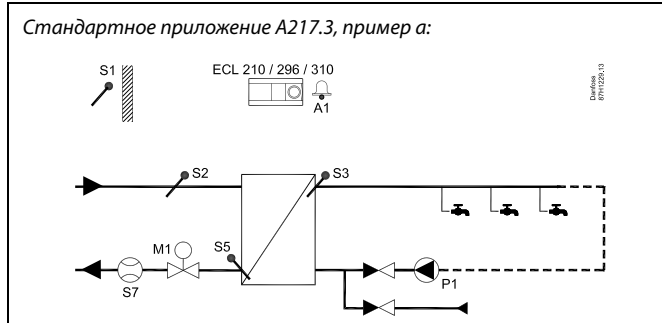 Стандартное приложение A217.3, пример a:
S1
ECL 210 / 296 / 310
A1
Danfoss
87H1229.13
S2
S3
M1
S5
S7
P1